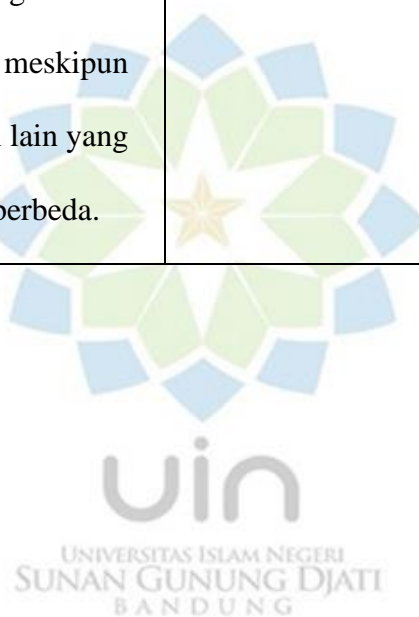 meskipun
lain yang
berbeda.
uin
UNIVERSITAS ISLAM NEGERI
SUNAN GUNUNG DJATI
BANDUNG